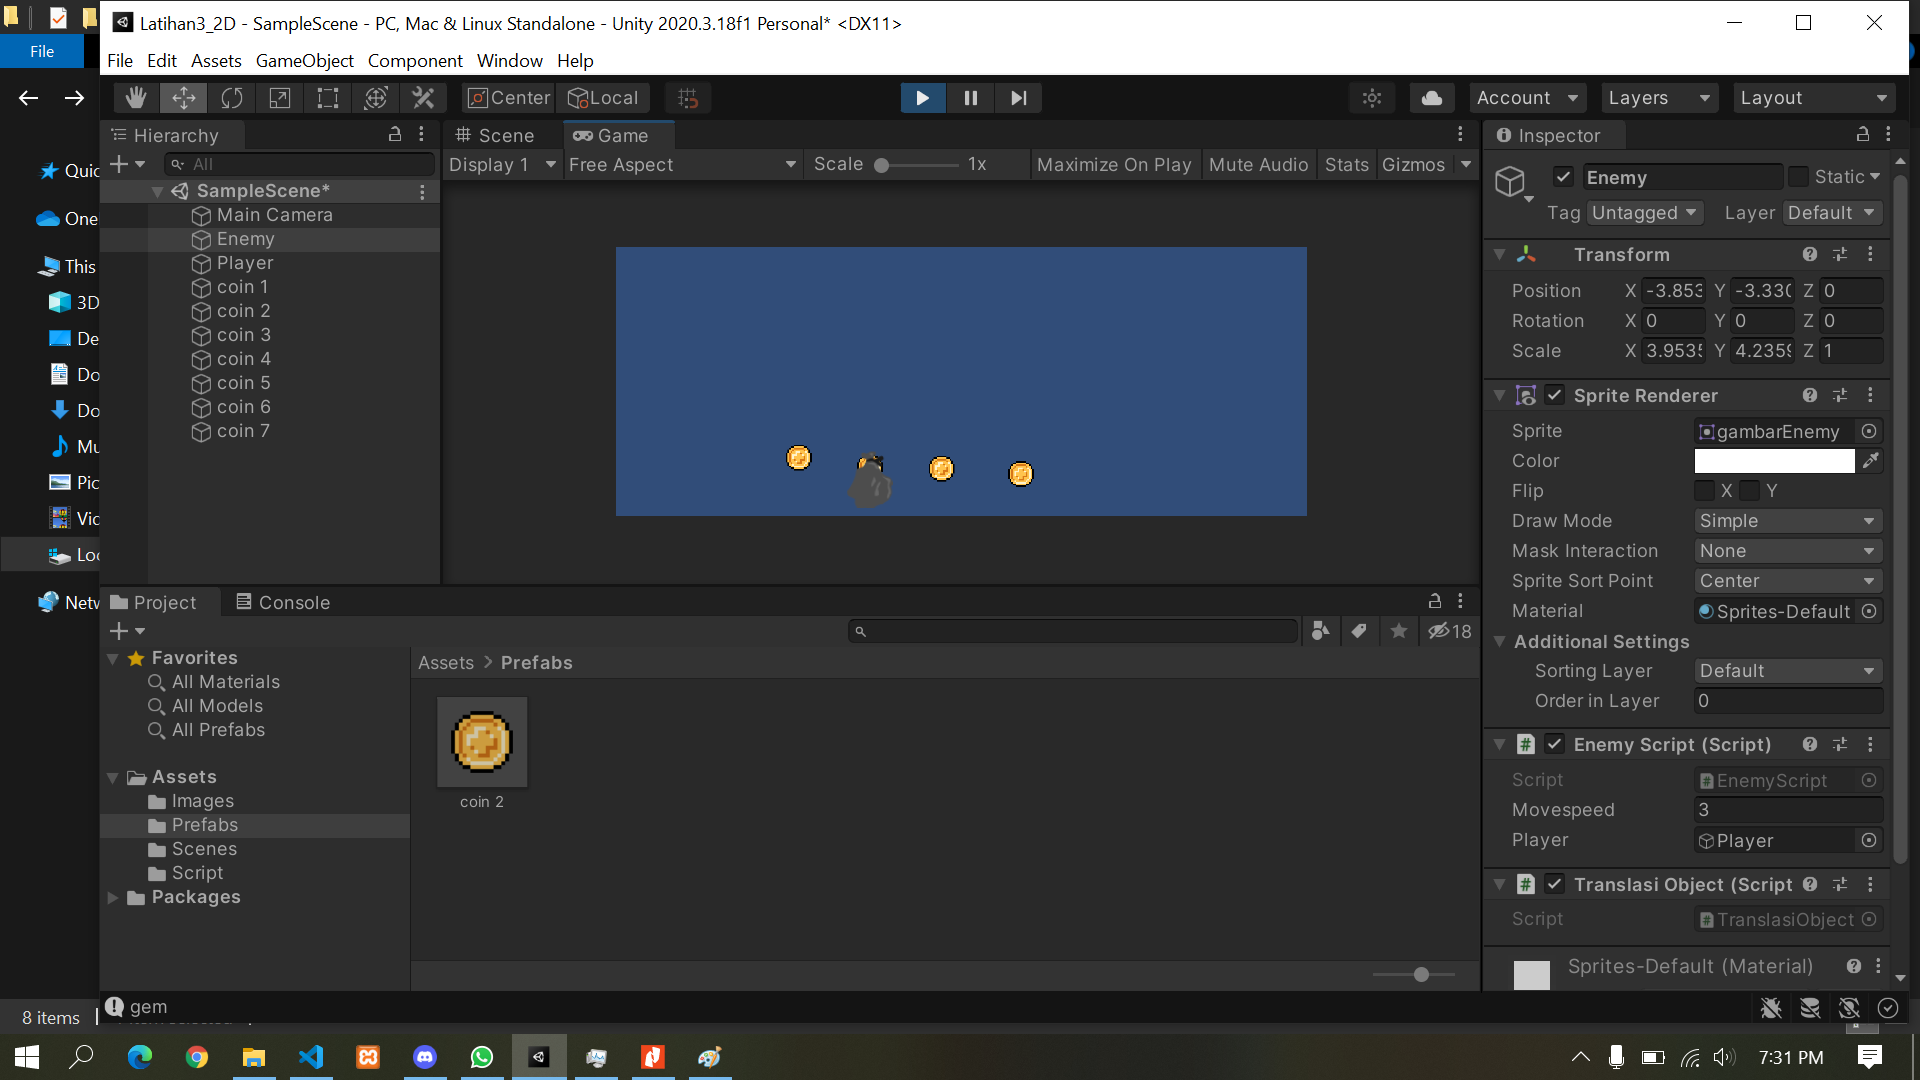 Latihan3_2D - SampleScene - PC, Mac & Linux Standalone - Unity 2020.3.18f1 Personal* <DX11>
File
File Edit Assets GameObject Component Window Help
Center Local
Account Layers Layout
Hierarchy
All
SampleScene*
Main Camera
Enemy
Player
coin 1
coin 2
coin 3
coin 4
coin 5
coin 6
coin 7
Scene Game
Display 1 Free Aspect Scale 1x Maximize On Play Mute Audio Stats Gizmos
Inspector
Enemy Static
Tag Untagged Layer Default
Transform
Position X -3.853 Y -3.330 Z 0
Rotation X 0 Y 0 Z 0
Scale X 3.9535 Y 4.2359 Z 1
Sprite Renderer
Sprite gambarEnemy
Color
Flip X Y
Draw Mode Simple
Mask Interaction None
Sprite Sort Point Center
Material Sprites-Default
Additional Settings
Sorting Layer Default
Order in Layer 0
Enemy Script (Script)
Script EnemyScript
Movespeed 3
Player Player
Translasi Object (Script
Script TranslasiObject
Sprites-Default (Material)
Project Console
18
Favorites
All Materials
All Models
All Prefabs
Assets
Images
Prefabs
Scenes
Script
Packages
Assets > Prefabs
coin 2
gem
Quic
One
This
3D
De
Do
Do
Mu
Pic
Vid
Loc
Netw
8 items
7:31 PM